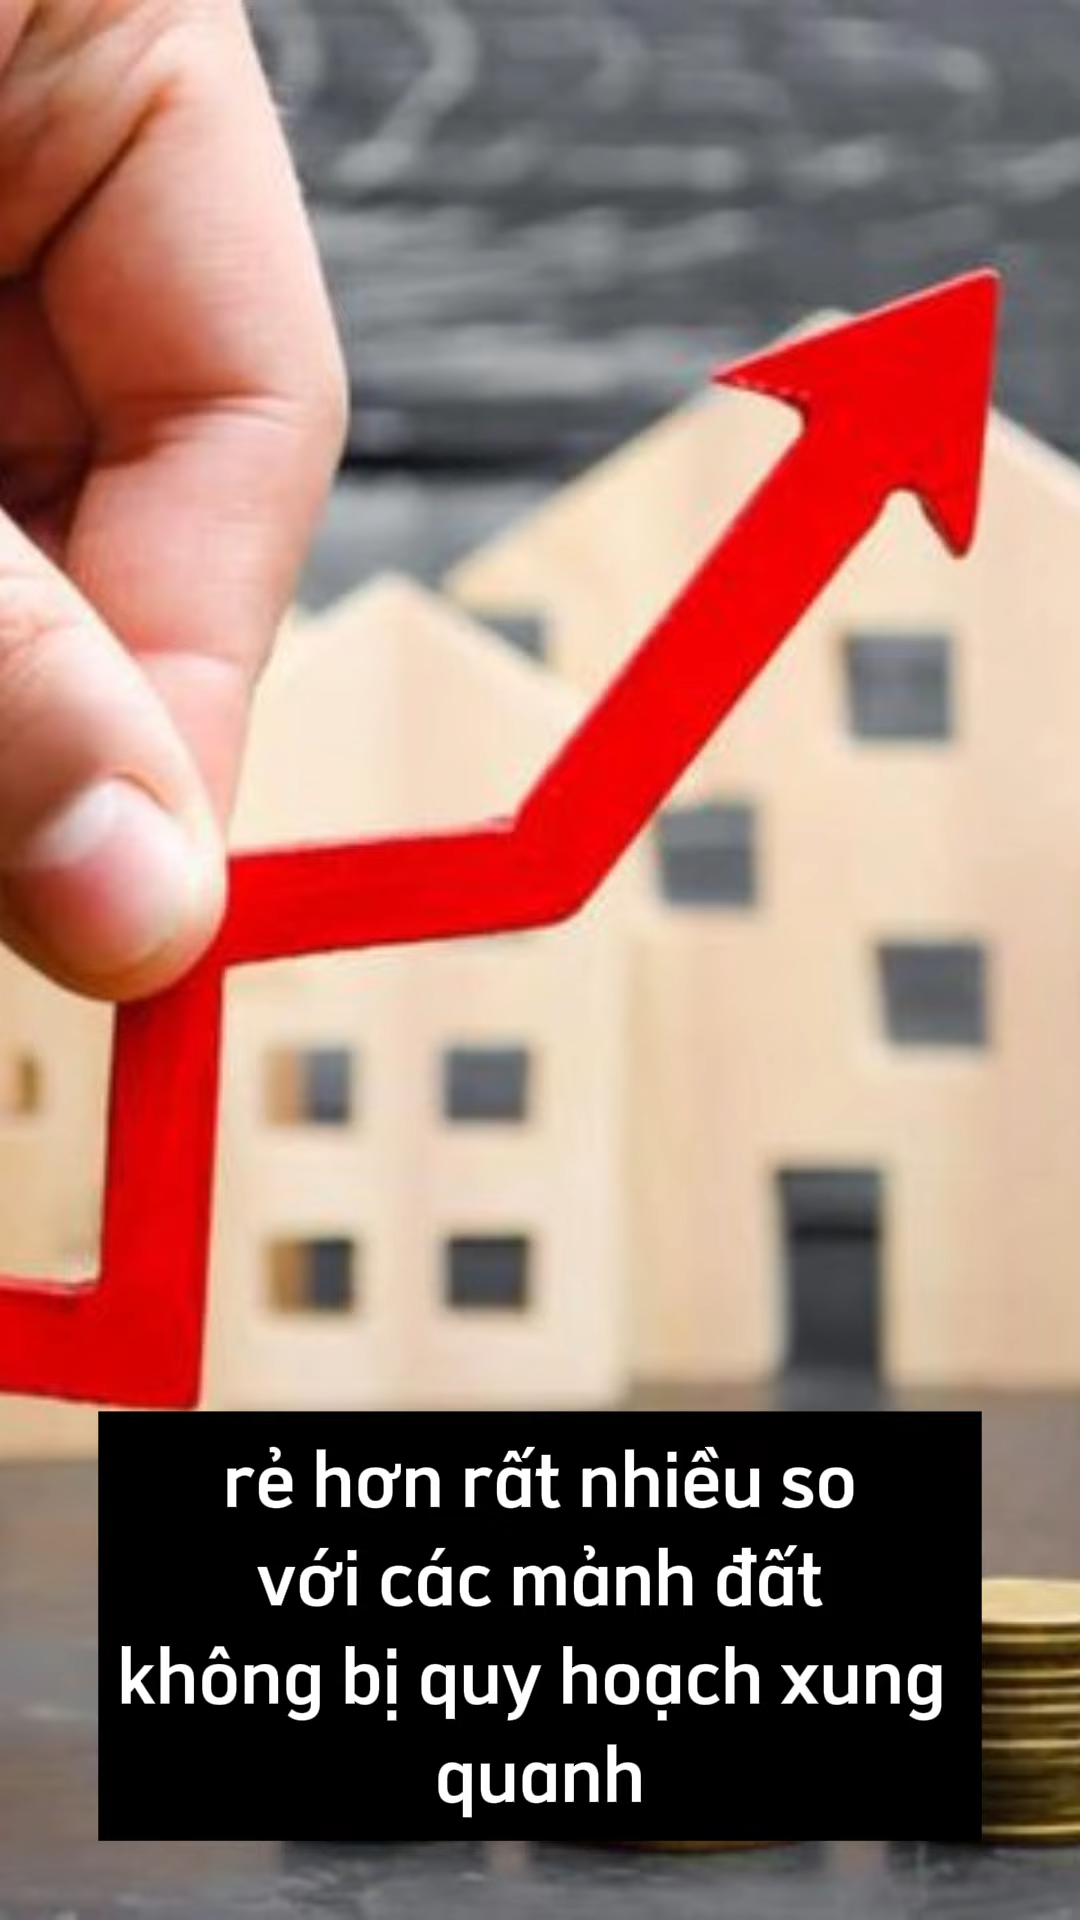 rẻ hơn rất nhiều so
với các mảnh đất
không bị quy hoạch xung
quanh